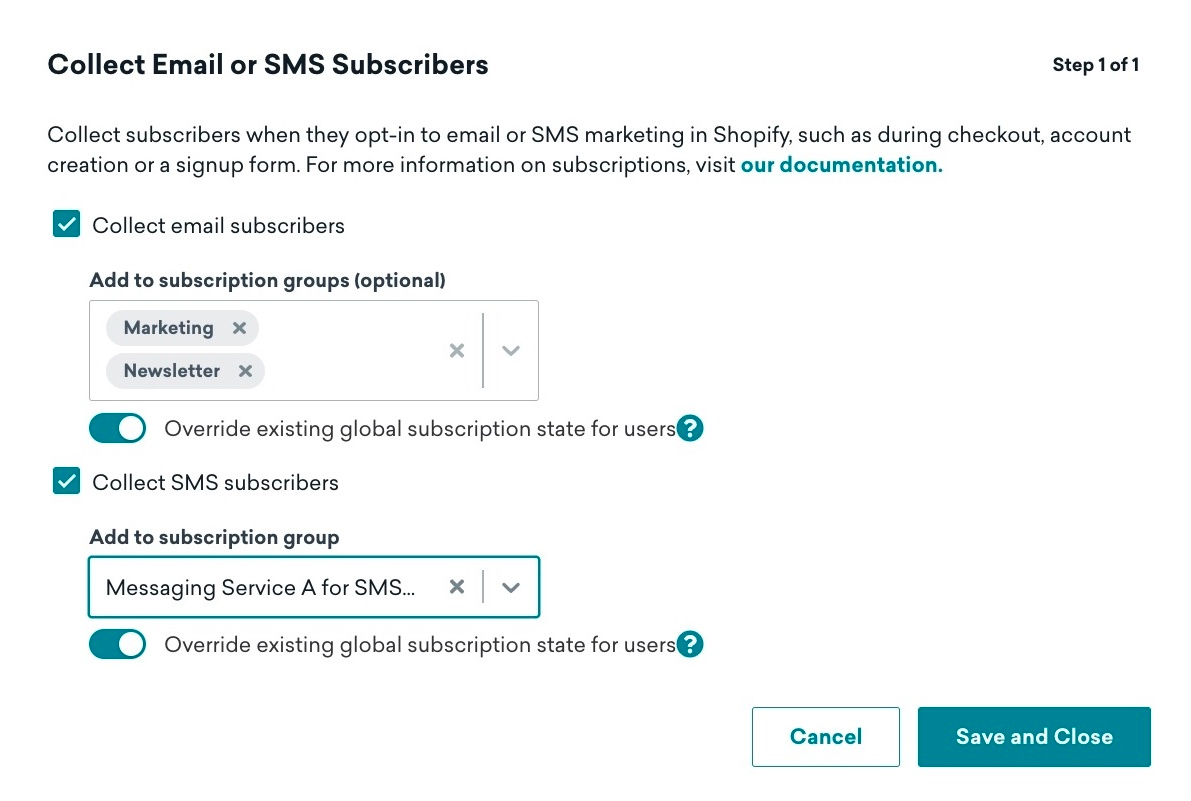 Collect Email or SMS Subscribers
Step 1 of 1
Collect subscribers when they opt-in to email or SMS marketing in Shopify, such as during checkout, account
creation or a signup form. For more information on subscriptions, visit our documentation.
Collect email subscribers
Add to subscription groups (optional)
Marketing
Newsletter
Override existing global subscription state for users
Collect SMS subscribers
Add to subscription group
Messaging Service A for SMS...
Override existing global subscription state for users
Cancel
Save and Close